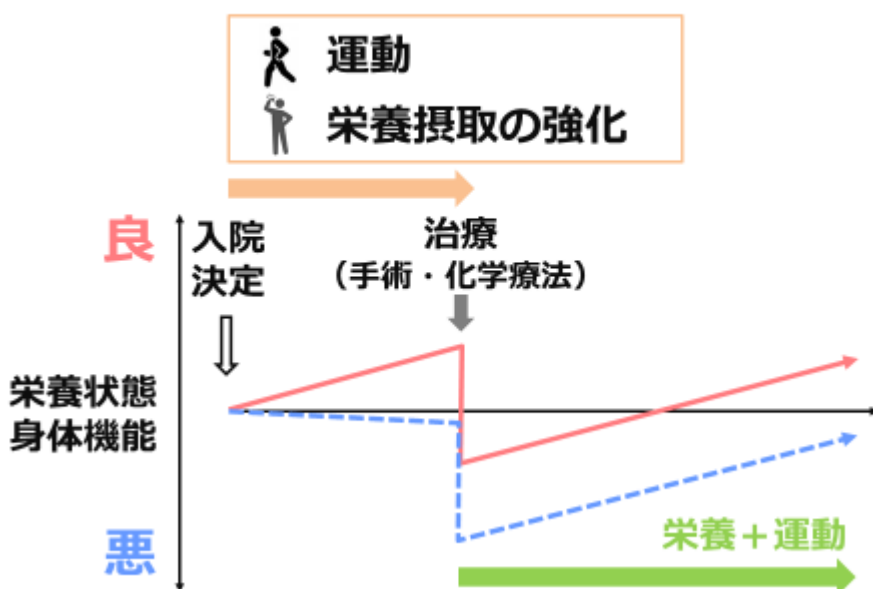 運動
栄養摂取の強化
良
入院
決定
治療
（手術・化学療法）
栄養状態
身体機能
悪
栄養＋運動